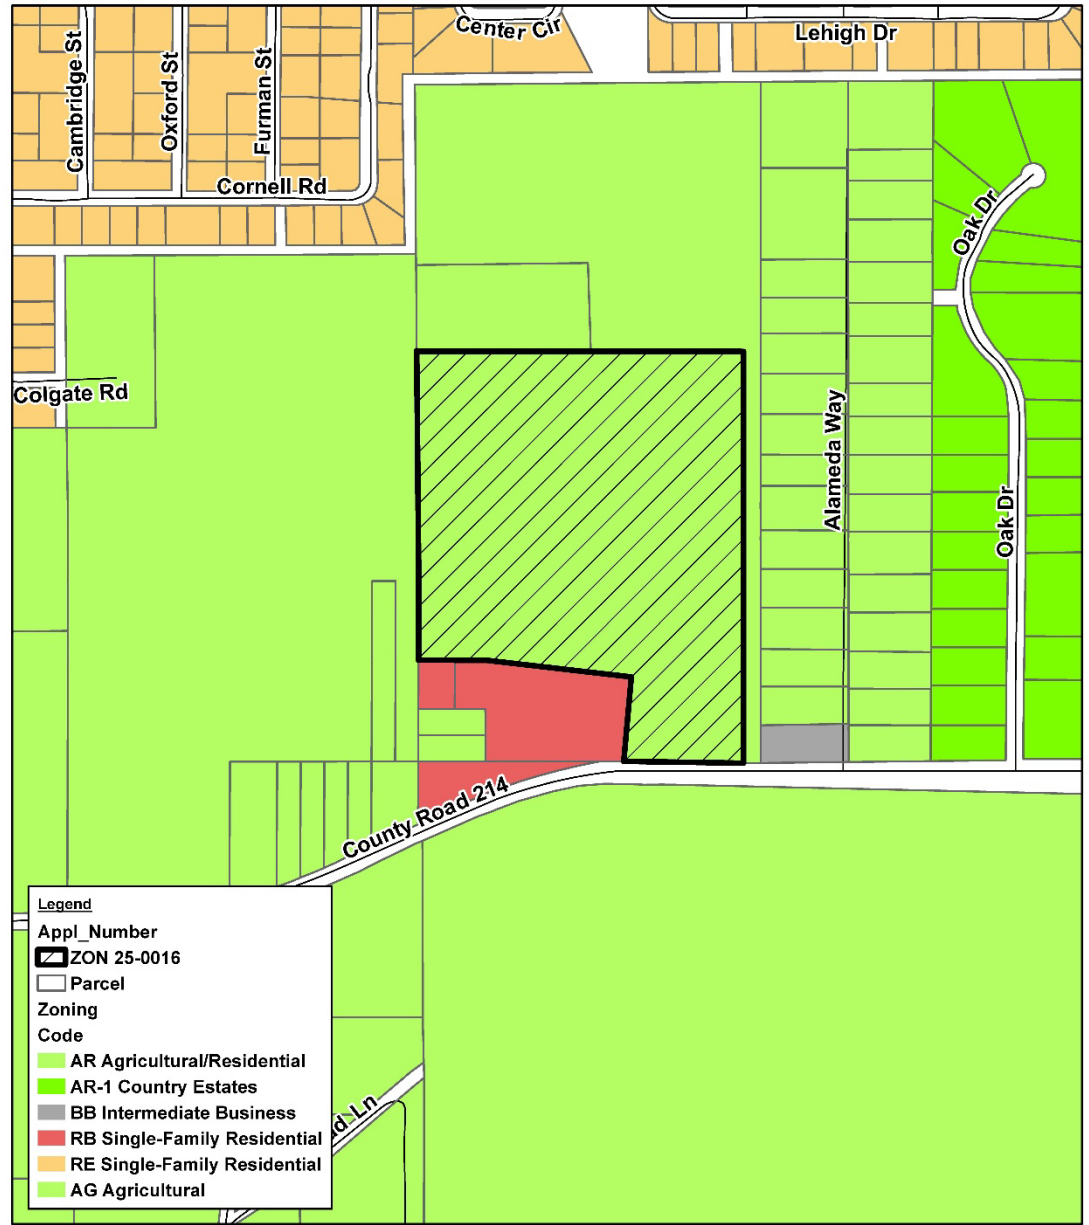 Center Cir
Lehigh Dr
Cambridge St
Oxford St
Furman St
Cornell Rd
Oak Dr
Colgate Rd
Alameda Way
Oak Dr
County Road 214
Legend
Appl_Number
ZON 25-0016
Parcel
Zoning
Code
AR Agricultural/Residential
AR-1 Country Estates
BB Intermediate Business
RB Single-Family Residential
RE Single-Family Residential
AG Agricultural
Ln